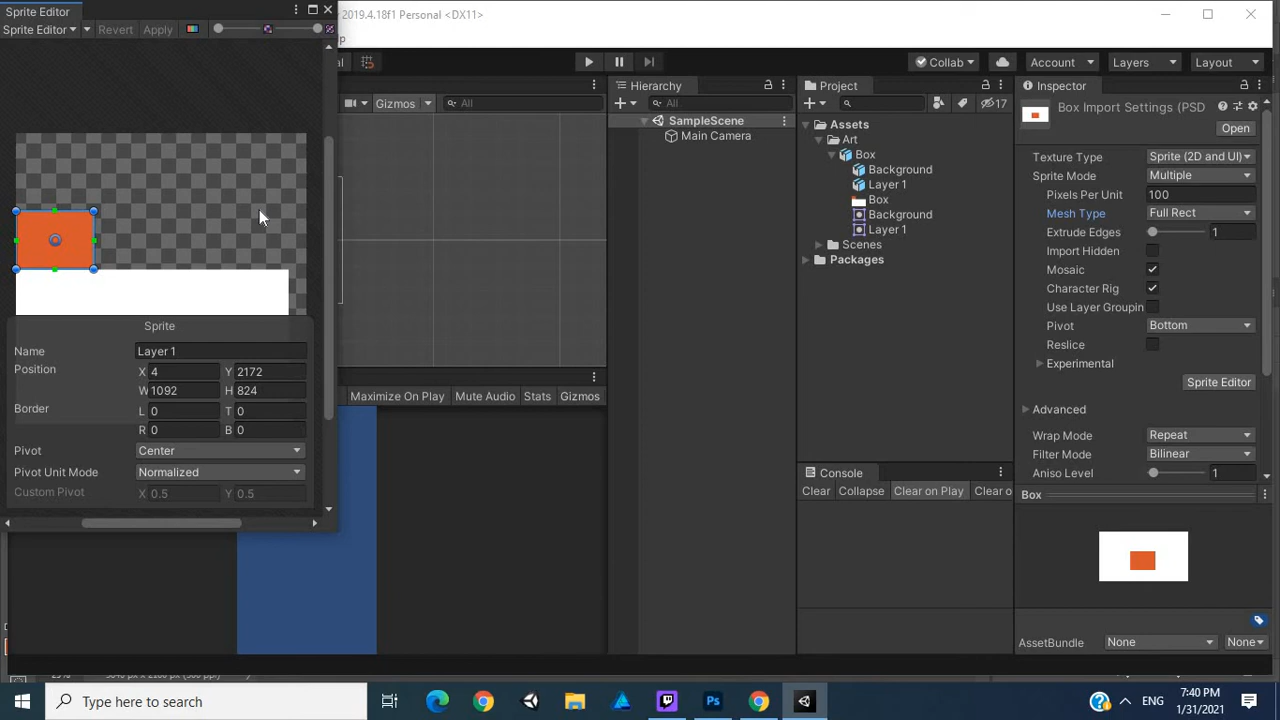 Sprite Editor
2019.4.18f1 Personal <DX11>
Sprite Editor Revert Apply
Collab Account Layers Layout
Gizmos All
Hierarchy
All
SampleScene
Main Camera
Project
17
Assets
Art
Box
Background
Layer 1
Box
Background
Layer 1
Scenes
Packages
Inspector
Box Import Settings (PSD
Open
Texture Type Sprite (2D and UI)
Sprite Mode Multiple
Pixels Per Unit 100
Mesh Type Full Rect
Extrude Edges 1
Import Hidden
Mosaic
Character Rig
Use Layer Groupin
Pivot Bottom
Reslice
Experimental
Sprite Editor
Advanced
Wrap Mode Repeat
Filter Mode Bilinear
Aniso Level 1
Box
AssetBundle None None
Sprite
Name Layer 1
Position X 4 Y 2172
W 1092 H 824
Border L 0 T 0
R 0 B 0
Pivot Center
Pivot Unit Mode Normalized
Custom Pivot X 0.5 Y 0.5
Maximize On Play Mute Audio Stats Gizmos
Console
Clear Collapse Clear on Play Clear o
Type here to search
Ps
ENG
7:40 PM
1/31/2021